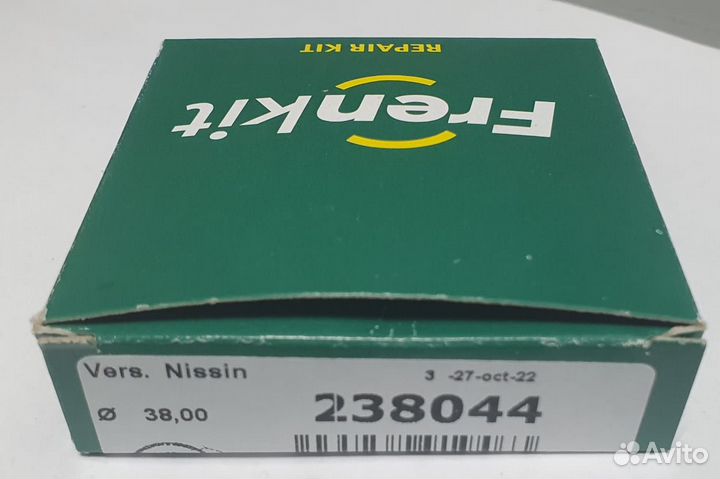 REPAIR KIT
Frenkit
Vers. Nissin 3 -27-oct-22
Ø 38,00 238044
Avito